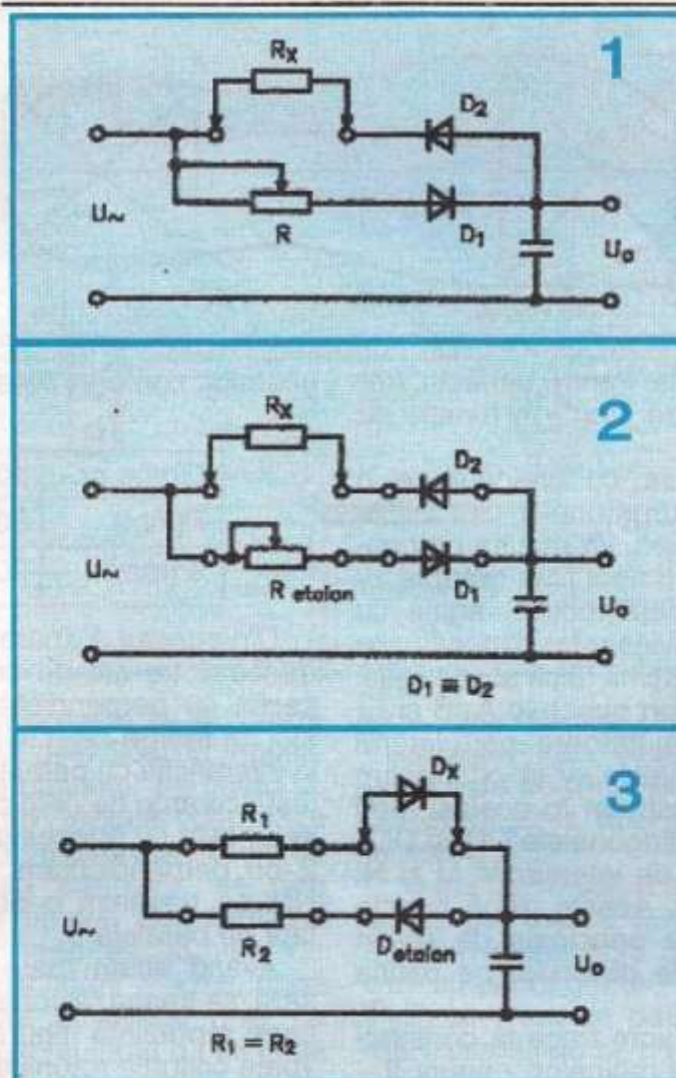 1
Rx
D2
U~
R
D1
Uo
2
Rx
D2
U~
R etalon
D1
Uo
D1 ≡ D2
3
Dx
R1
U~
R2
Detalon
Uo
R1 = R2